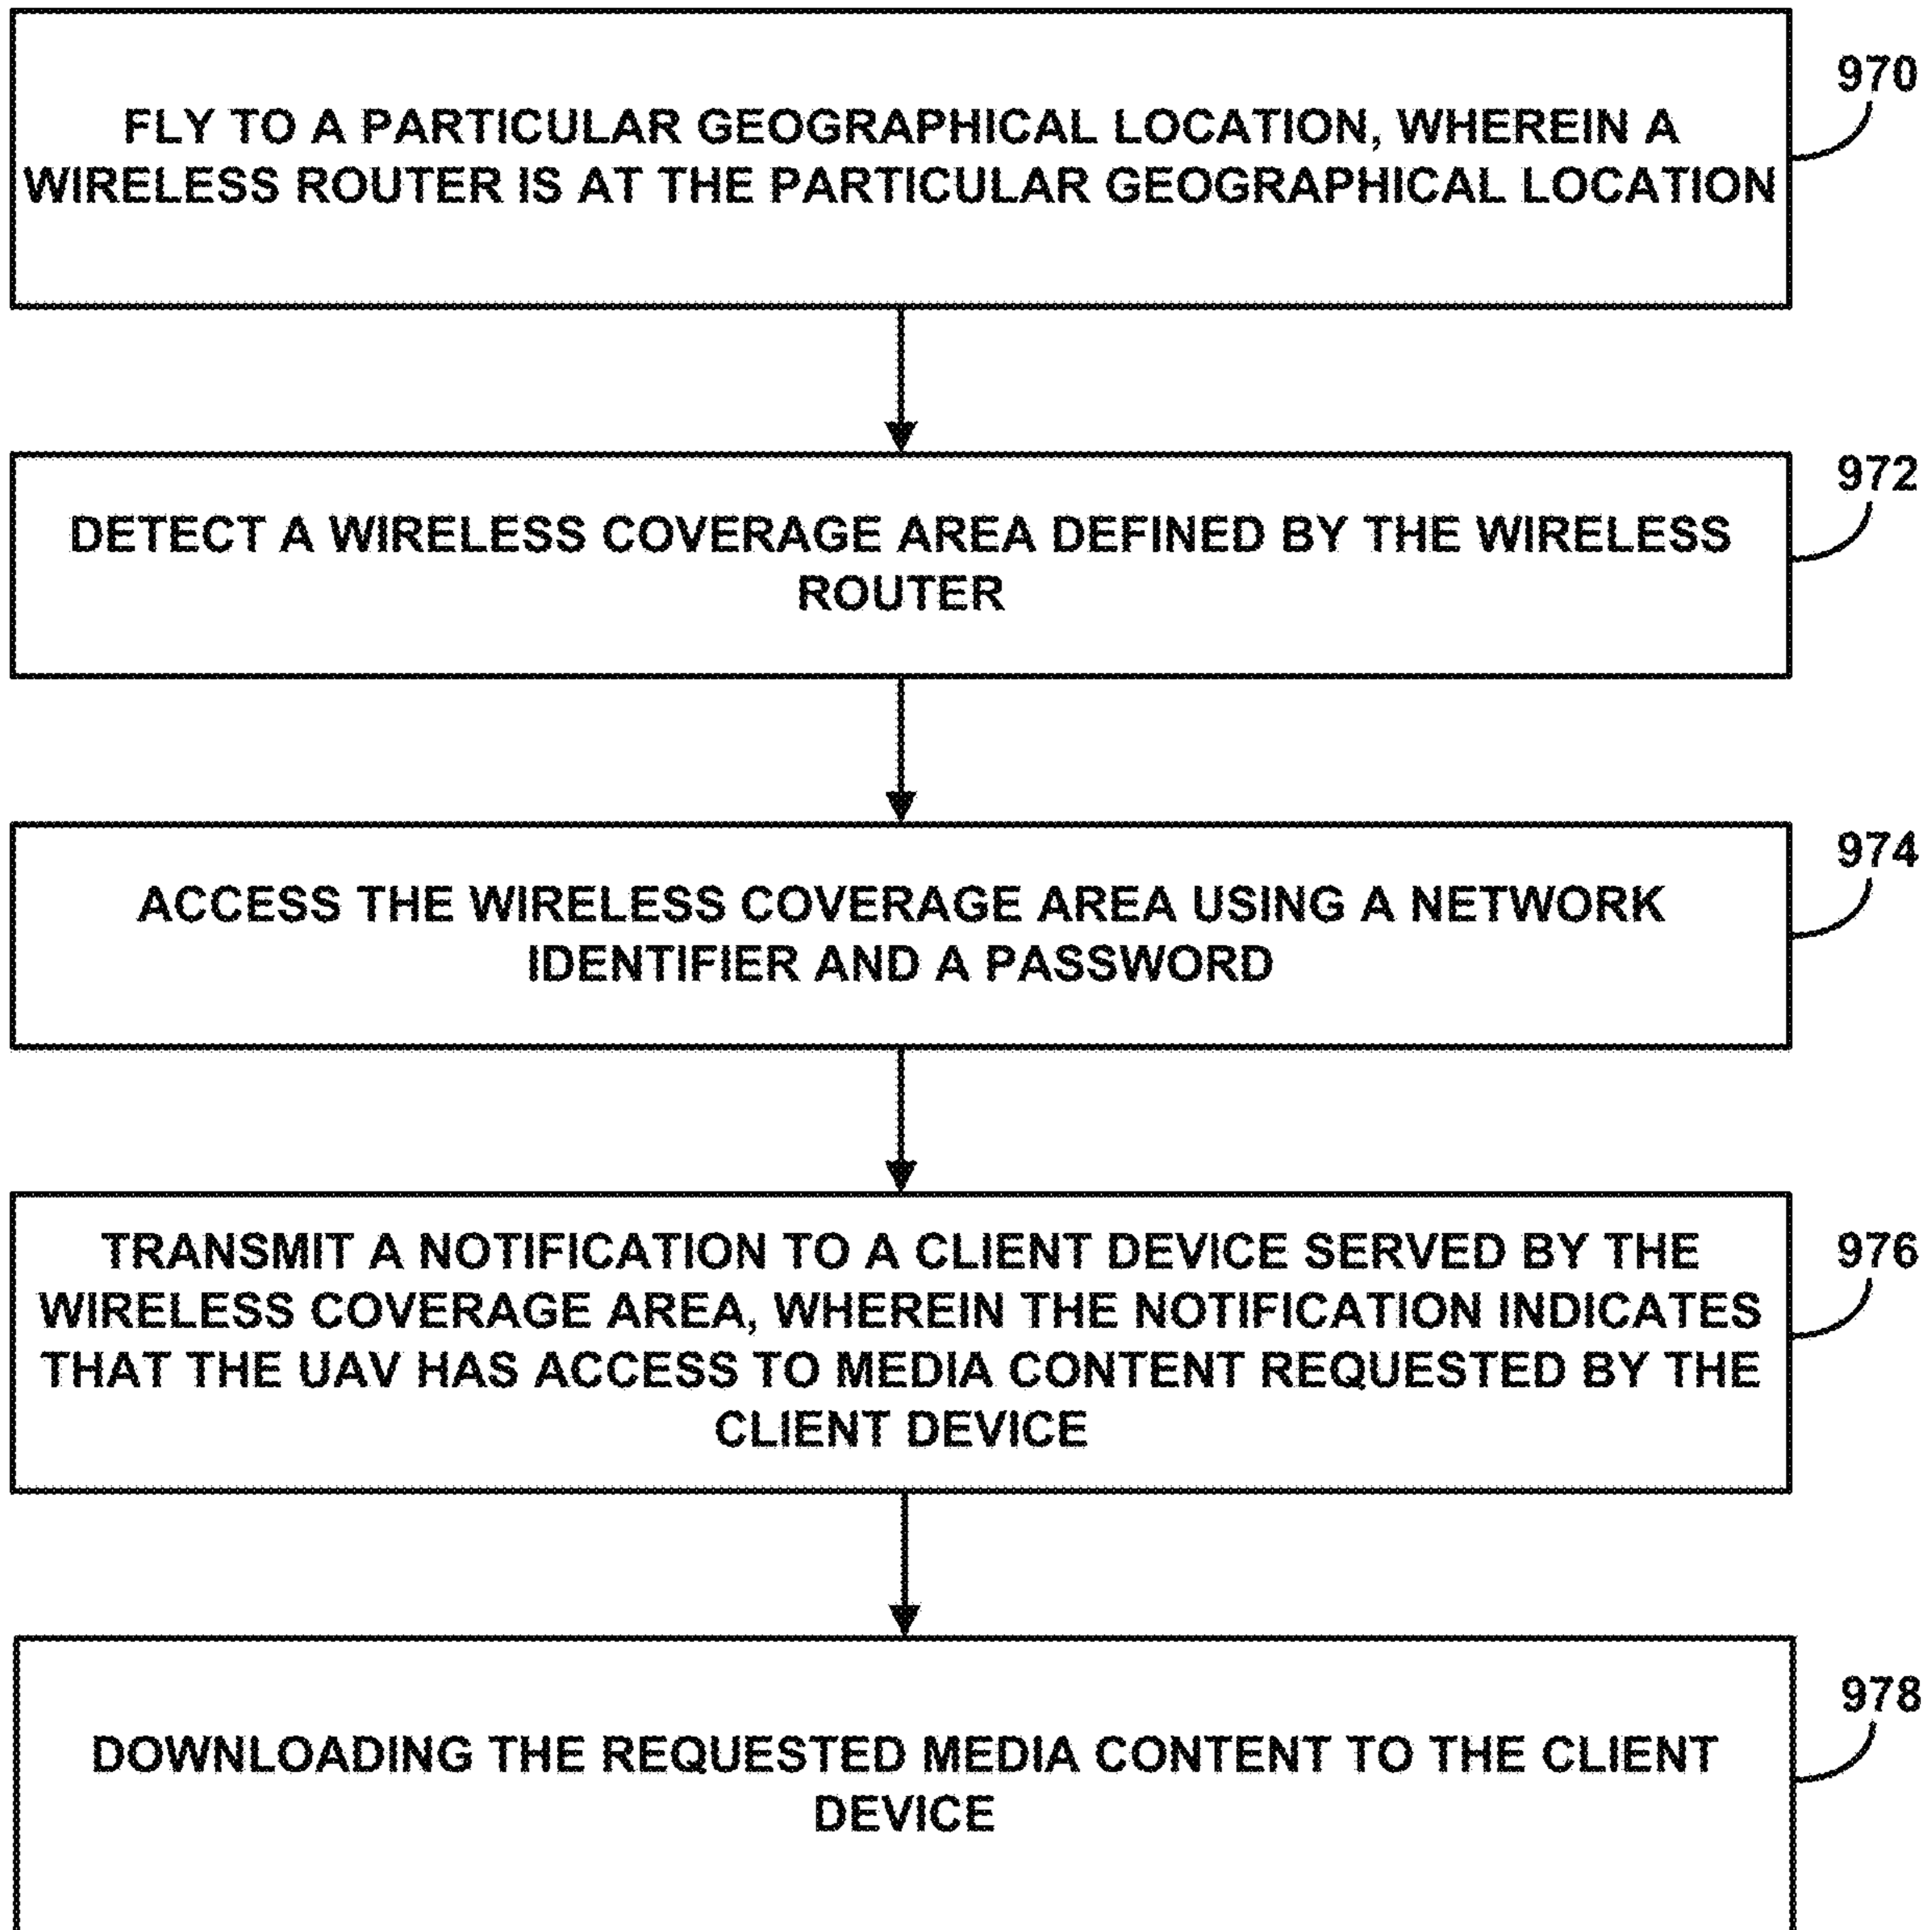 970
FLY TO A PARTICULAR GEOGRAPHICAL LOCATION, WHEREIN A
WIRELESS ROUTER IS AT THE PARTICULAR GEOGRAPHICAL LOCATION
972
DETECT A WIRELESS COVERAGE AREA DEFINED BY THE WIRELESS
ROUTER
974
ACCESS THE WIRELESS COVERAGE AREA USING A NETWORK
IDENTIFIER AND A PASSWORD
976
TRANSMIT A NOTIFICATION TO A CLIENT DEVICE SERVED BY THE
WIRELESS COVERAGE AREA, WHEREIN THE NOTIFICATION INDICATES
THAT THE UAV HAS ACCESS TO MEDIA CONTENT REQUESTED BY THE
CLIENT DEVICE
978
DOWNLOADING THE REQUESTED MEDIA CONTENT TO THE CLIENT
DEVICE